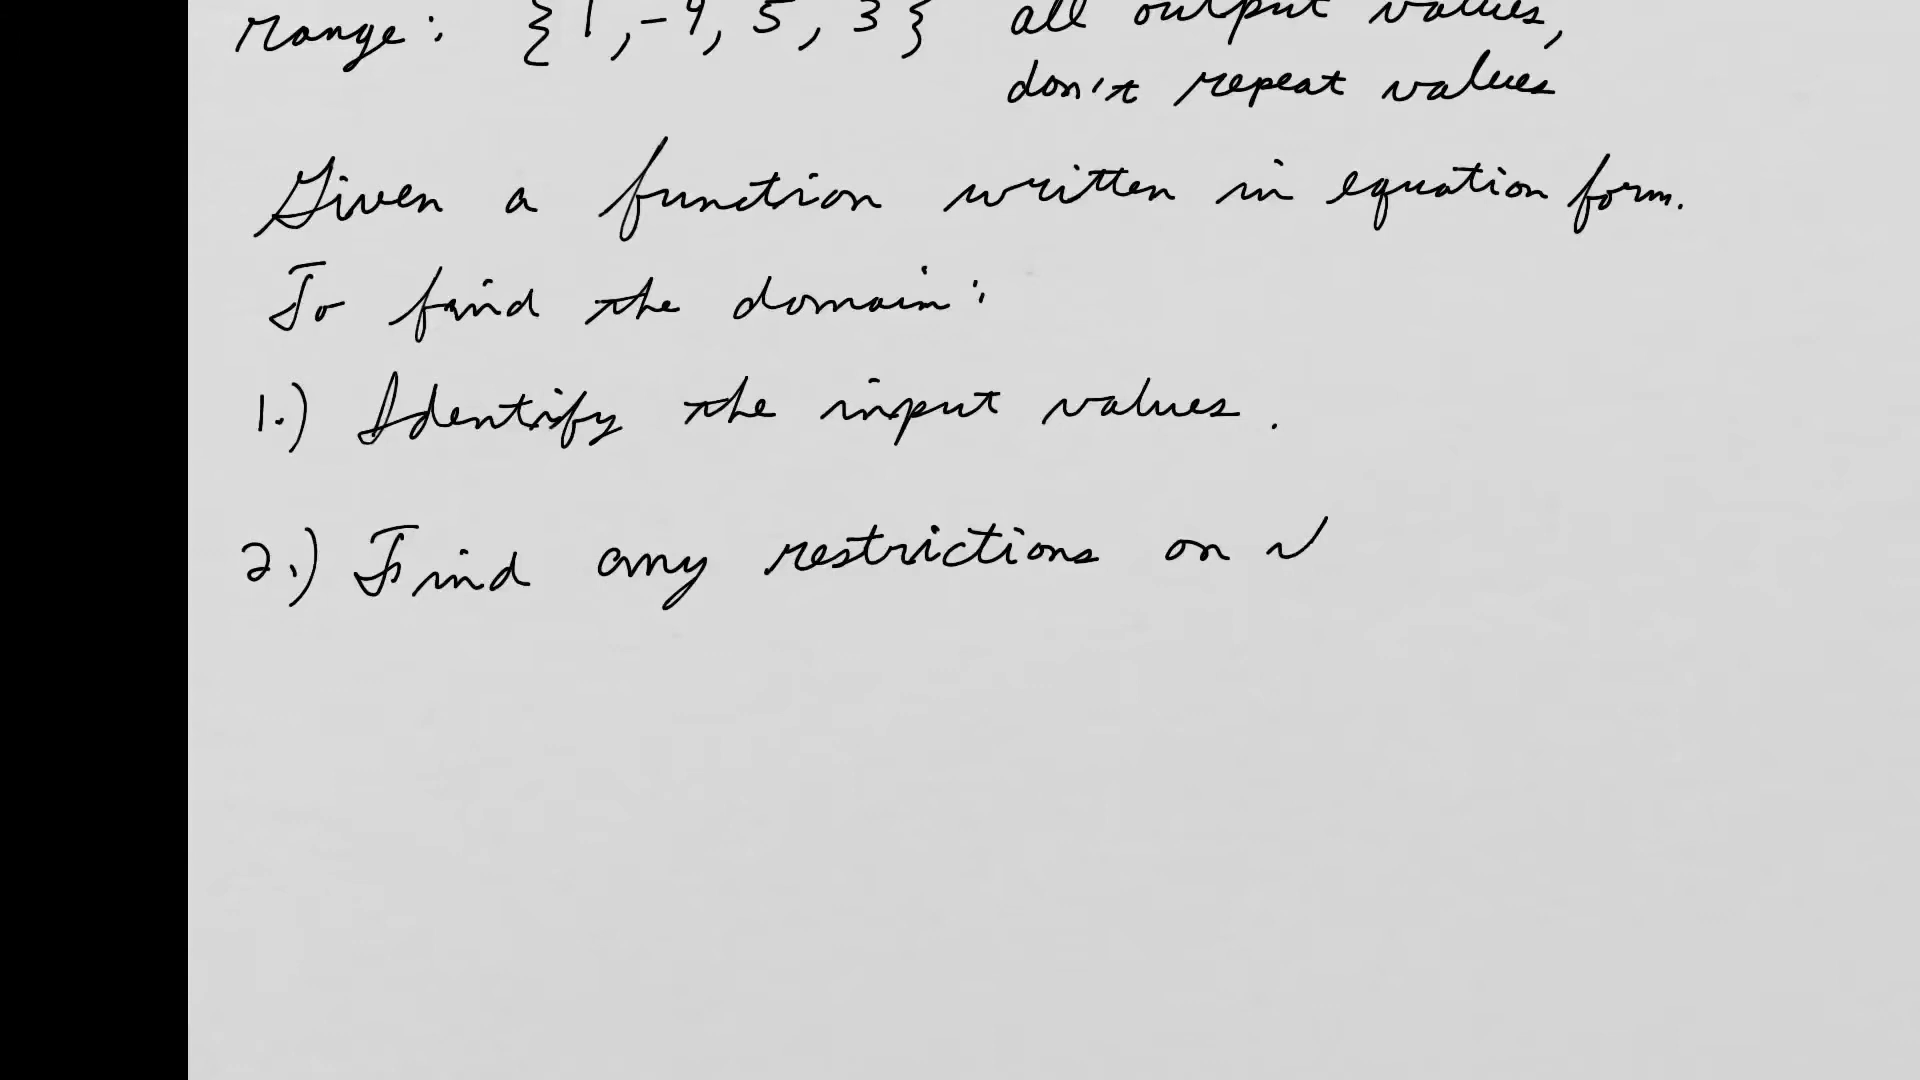 range: {1, -9, 5, 3} all output values,
don't repeat values
Given a function written in equation form.
To find the domain:
1.) Identify the input values.
2.) Find any restrictions on